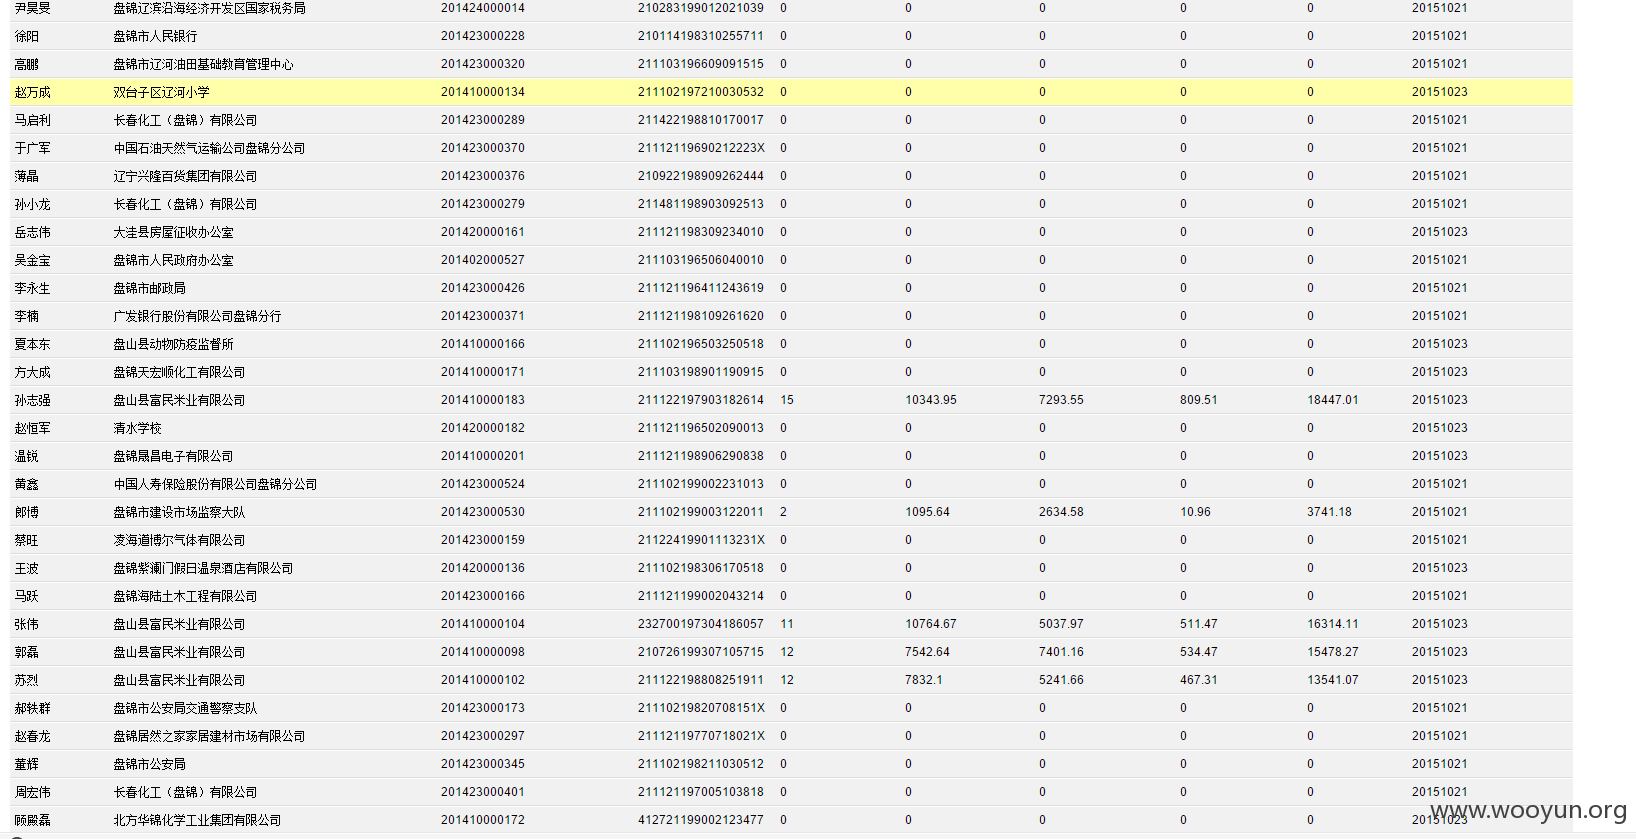 尹昊旻 盘锦辽滨沿海经济开发区国家税务局 201424000014 210283199012021039 0 0 0 0 0 20151021
徐阳 盘锦市人民银行 201423000228 210114198310255711 0 0 0 0 0 20151021
高鹏 盘锦市辽河油田基础教育管理中心 201423000320 211103196609091515 0 0 0 0 0 20151021
赵万成 双台子区辽河小学 201410000134 211102197210030532 0 0 0 0 0 20151023
马启利 长春化工（盘锦）有限公司 201423000289 211422198810170017 0 0 0 0 0 20151021
于广军 中国石油天然气运输公司盘锦分公司 201423000370 21112119690212223X 0 0 0 0 0 20151021
薄晶 辽宁兴隆百货集团有限公司 201423000376 210922198909262444 0 0 0 0 0 20151021
孙小龙 长春化工（盘锦）有限公司 201423000279 211481198903092513 0 0 0 0 0 20151021
岳志伟 大洼县房屋征收办公室 201420000161 211121198309234010 0 0 0 0 0 20151023
吴金宝 盘锦市人民政府办公室 201402000527 211103196506040010 0 0 0 0 0 20151021
李永生 盘锦市邮政局 201423000426 211121196411243619 0 0 0 0 0 20151021
李楠 广发银行股份有限公司盘锦分行 201423000371 211121198109261620 0 0 0 0 0 20151021
夏本东 盘山县动物防疫监督所 201410000166 211102196503250518 0 0 0 0 0 20151023
方大成 盘锦天宏顺化工有限公司 201410000171 211103198901190915 0 0 0 0 0 20151023
孙志强 盘山县富民米业有限公司 201410000183 211122197903182614 15 10343.95 7293.55 809.51 18447.01 20151023
赵恒军 清水学校 201420000182 211121196502090013 0 0 0 0 0 20151023
温锐 盘锦晟昌电子有限公司 201410000201 211121198906290838 0 0 0 0 0 20151023
黄鑫 中国人寿保险股份有限公司盘锦分公司 201423000524 211102199002231013 0 0 0 0 0 20151021
郎博 盘锦市建设市场监察大队 201423000530 211102199003122011 2 1095.64 2634.58 10.96 3741.18 20151021
蔡旺 凌海道博尔气体有限公司 201423000159 21122419901113231X 0 0 0 0 0 20151021
王波 盘锦紫澜门假日温泉酒店有限公司 201420000136 211102198306170518 0 0 0 0 0 20151023
马跃 盘锦海陆土木工程有限公司 201423000166 211121199002043214 0 0 0 0 0 20151021
张伟 盘山县富民米业有限公司 201410000104 232700197304186057 11 10764.67 5037.97 511.47 16314.11 20151023
郭磊 盘山县富民米业有限公司 201410000098 210726199307105715 12 7542.64 7401.16 534.47 15478.27 20151023
苏烈 盘山县富民米业有限公司 201410000102 211122198808251911 12 7832.1 5241.66 467.31 13541.07 20151023
郝轶群 盘锦市公安局交通警察支队 201423000173 21110219820708151X 0 0 0 0 0 20151021
赵春龙 盘锦居然之家家居建材市场有限公司 201423000297 21112119770718021X 0 0 0 0 0 20151021
董辉 盘锦市公安局 201423000345 211102198211030512 0 0 0 0 0 20151021
周宏伟 长春化工（盘锦）有限公司 201423000401 211121197005103818 0 0 0 0 0 20151021
顾殿磊 北方华锦化学工业集团有限公司 201410000172 412721199002123477 0 0 0 0 0 20151023
www.wooyun.org